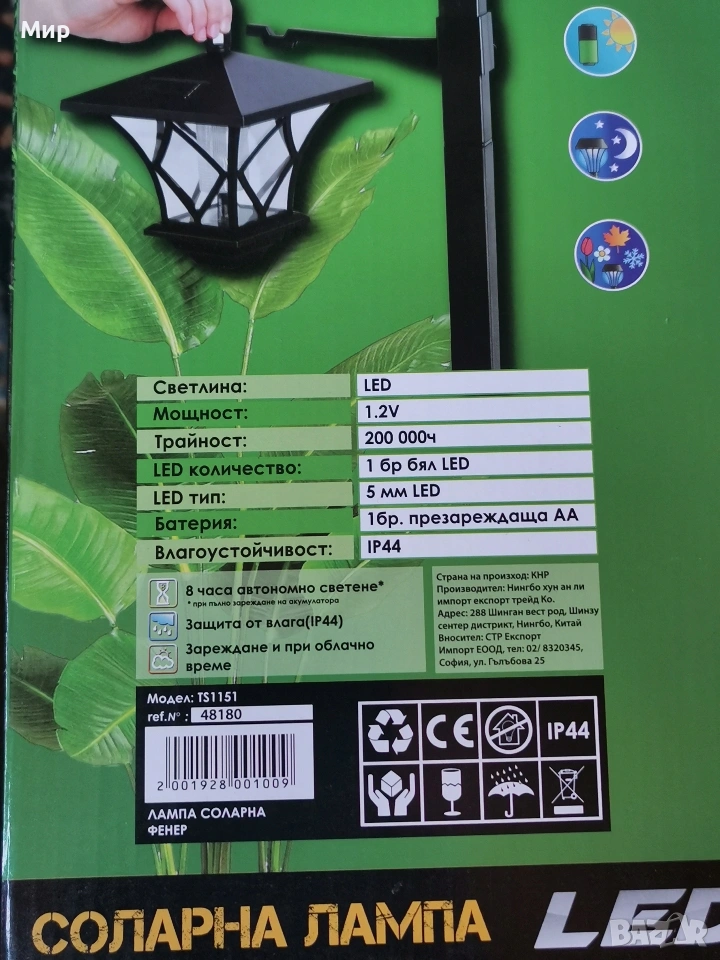 Мир
Светлина: LED
Мощност: 1.2V
Трайност: 200 000ч
LED количество: 1 бр бял LED
LED тип: 5 мм LED
Батерия: 1бр. презареждаща АА
Влагоустойчивост: IP44
8 часа автономно светене*
* при пълно зареждане на акумулатора
Защита от влага(IP44)
Зареждане и при облачно
време
Страна на произход: КНР
Производител: Нингбо хун ан ли
импорт експорт трейд Ко.
Адрес: 288 Шинган вест род, Шинзу
сентер дистрикт, Нингбо, Китай
Вносител: СТР Експорт
Импорт ЕООД, тел: 02/ 8320345,
София, ул. Гълъбова 25
Модел: TS1151
ref.N° : 48180
2 001928 001009
ЛАМПА СОЛАРНА
ФЕНЕР
CE
IP44
СОЛАРНА ЛАМПА LED
BAZAR